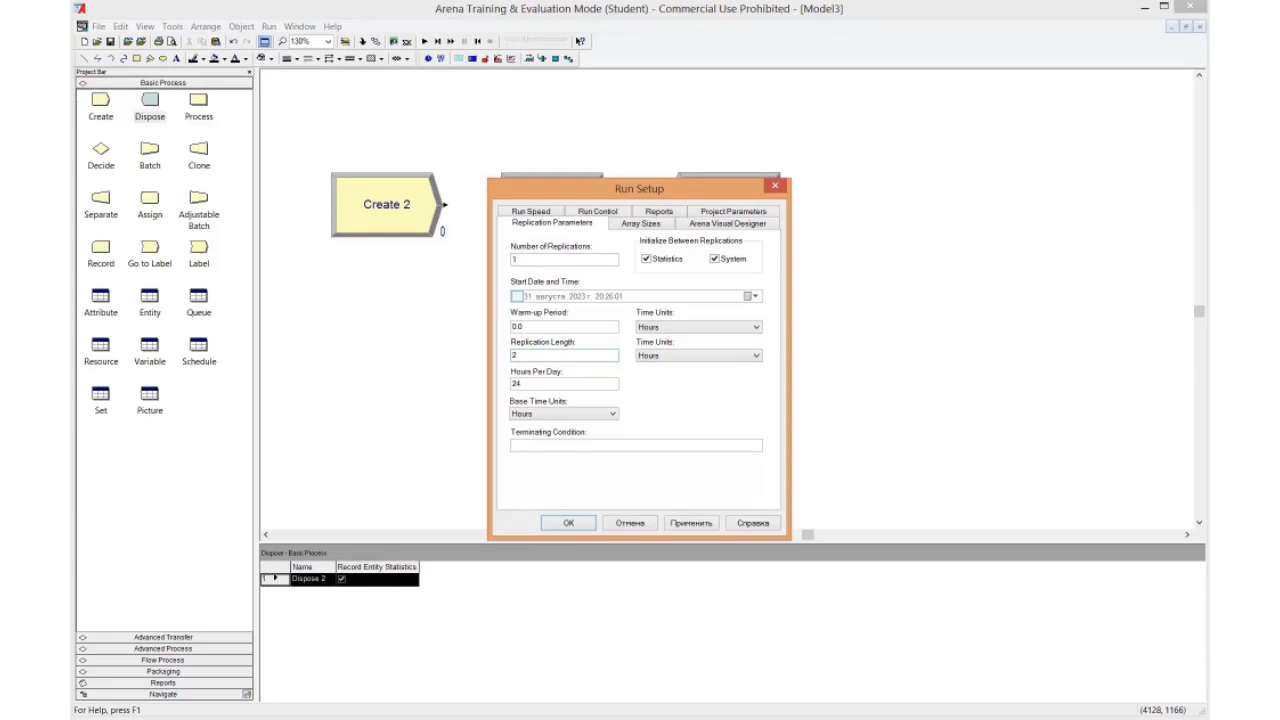 Arena Training & Evaluation Mode (Student) - Commercial Use Prohibited - [Model3]
File Edit View Tools Arrange Object Run Window Help
130%
Project Bar
Basic Process
Create Dispose Process
Decide Batch Clone
Separate Assign Adjustable Batch
Record Go to Label Label
Attribute Entity Queue
Resource Variable Schedule
Set Picture
Advanced Transfer
Advanced Process
Flow Process
Packaging
Reports
Navigate
Create 2
0
Run Setup
Run Speed Run Control Reports Project Parameters
Replication Parameters Array Sizes Arena Visual Designer
Number of Replications:
1
Initialize Between Replications
Statistics System
Start Date and Time:
31 августа 2023 г. 20:26:01
Warm-up Period: Time Units:
0.0 Hours
Replication Length: Time Units:
2 Hours
Hours Per Day:
24
Base Time Units:
Hours
Terminating Condition:
OK Отмена Применить Справка
Dispose - Basic Process
Name Record Entity Statistics
1 Dispose 2
For Help, press F1
(4128, 1166)